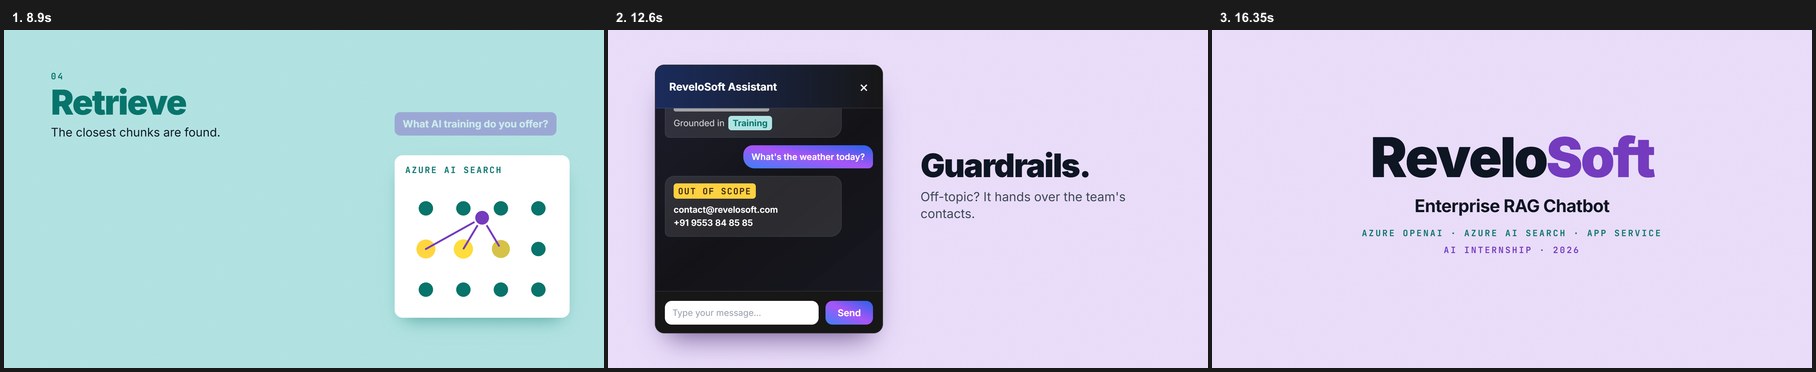 1. 8.9s
04
Retrieve
The closest chunks are found.
What AI training do you offer?
AZURE AI SEARCH
2. 12.6s
ReveloSoft Assistant
×
Grounded in Training
What's the weather today?
OUT OF SCOPE
contact@revelosoft.com
+91 9553 84 85 85
Type your message...
Send
Guardrails.
Off-topic? It hands over the team's
contacts.
3. 16.35s
ReveloSoft
Enterprise RAG Chatbot
AZURE OPENAI · AZURE AI SEARCH · APP SERVICE
AI INTERNSHIP · 2026